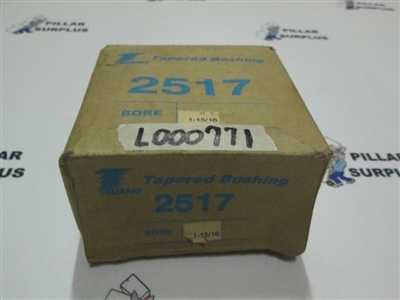 PILLAR
SURPLUS
PILLAR
SURPLUS
Tapered Bushing
2517
BORE
1-15/16
L000771
Tapered Bushing
2517
BORE
1-15/16
PILLAR
SURPLUS